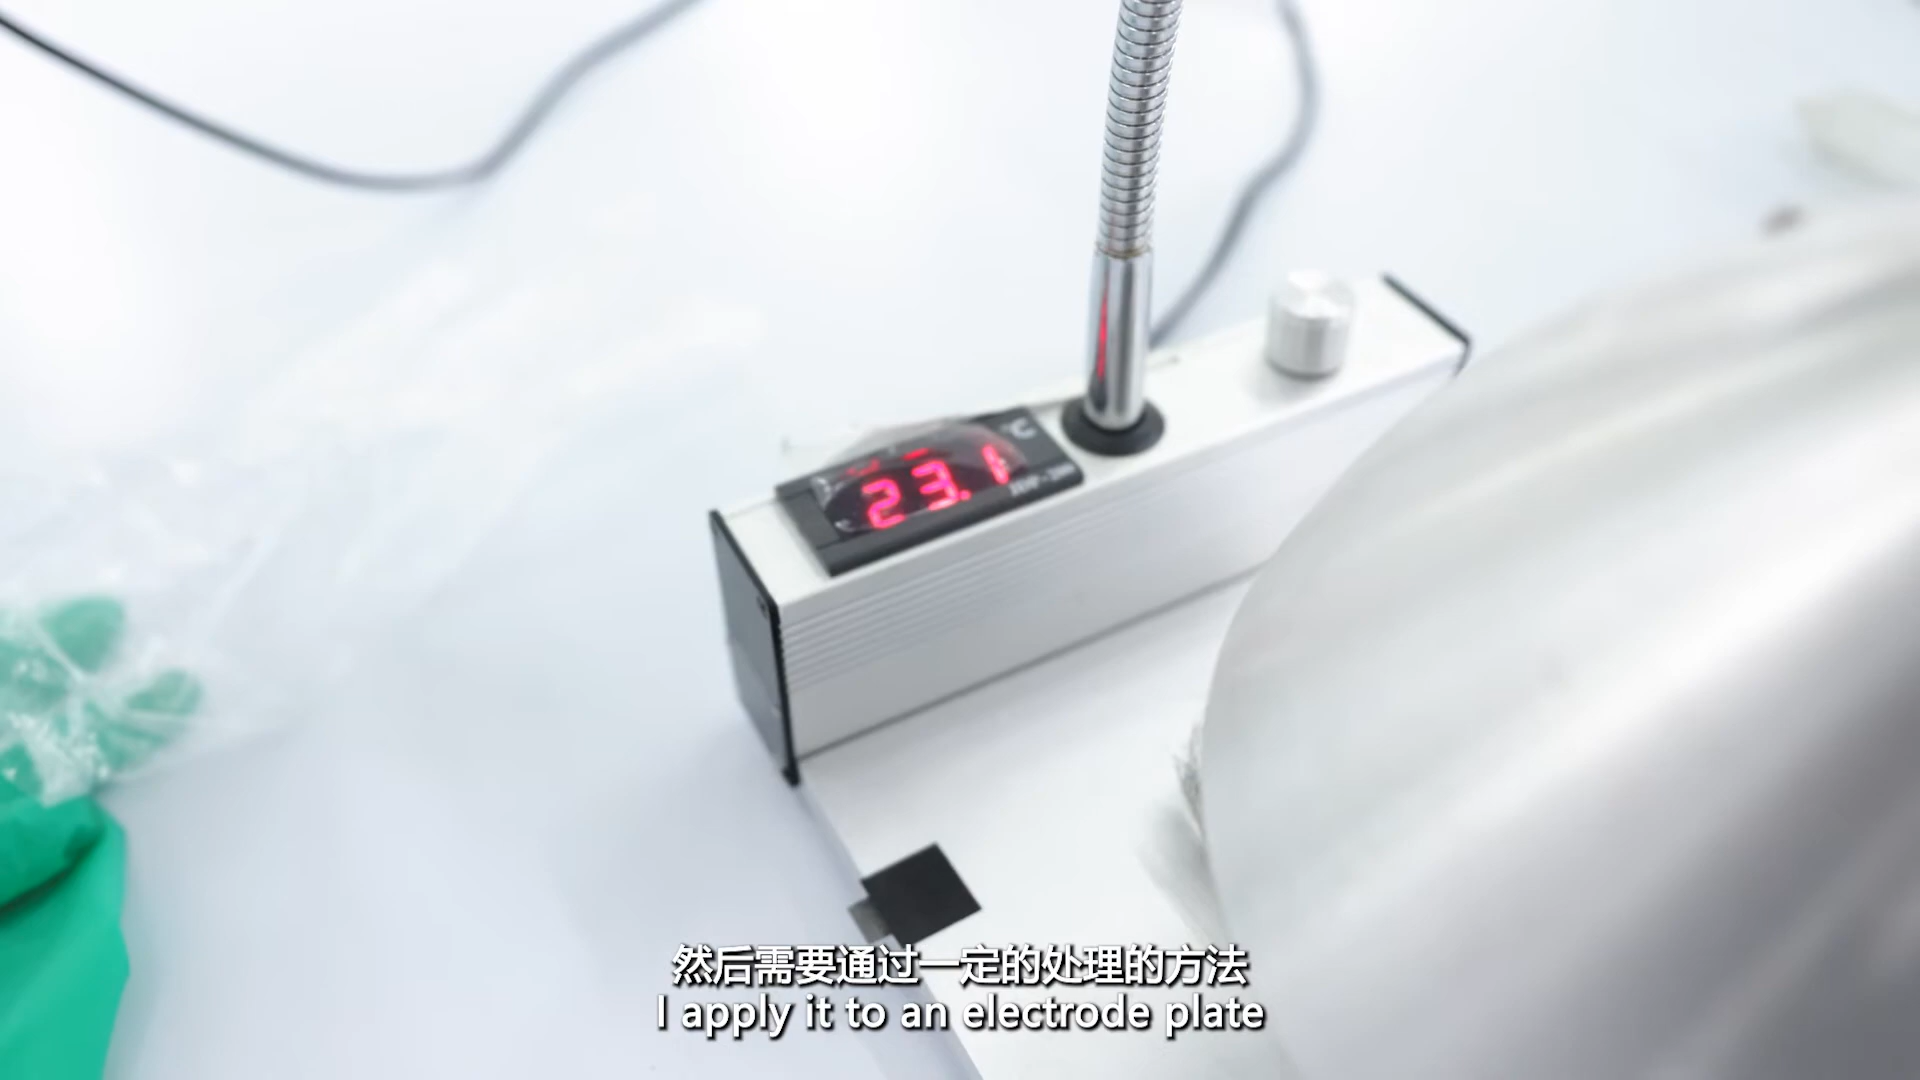 ℃
23.1
然后需要通过一定的处理的方法
I apply it to an electrode plate